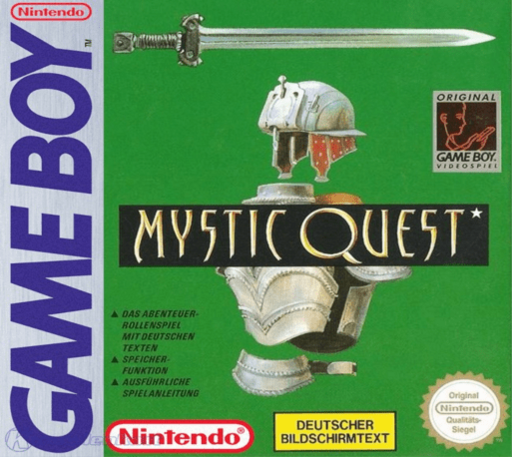 Nintendo
GAME BOY
TM
ORIGINAL
GAME BOY
VIDEOSPIEL
MYSTIC QUEST*
▲ DAS ABENTEUER-
ROLLENSPIEL
MIT DEUTSCHEN
TEXTEN
▲ SPEICHER-
FUNKTION
▲ AUSFÜHRLICHE
SPIELANLEITUNG
Nintendo®
DEUTSCHER
BILDSCHIRMTEXT
Original
Nintendo
Qualitäts-
Siegel